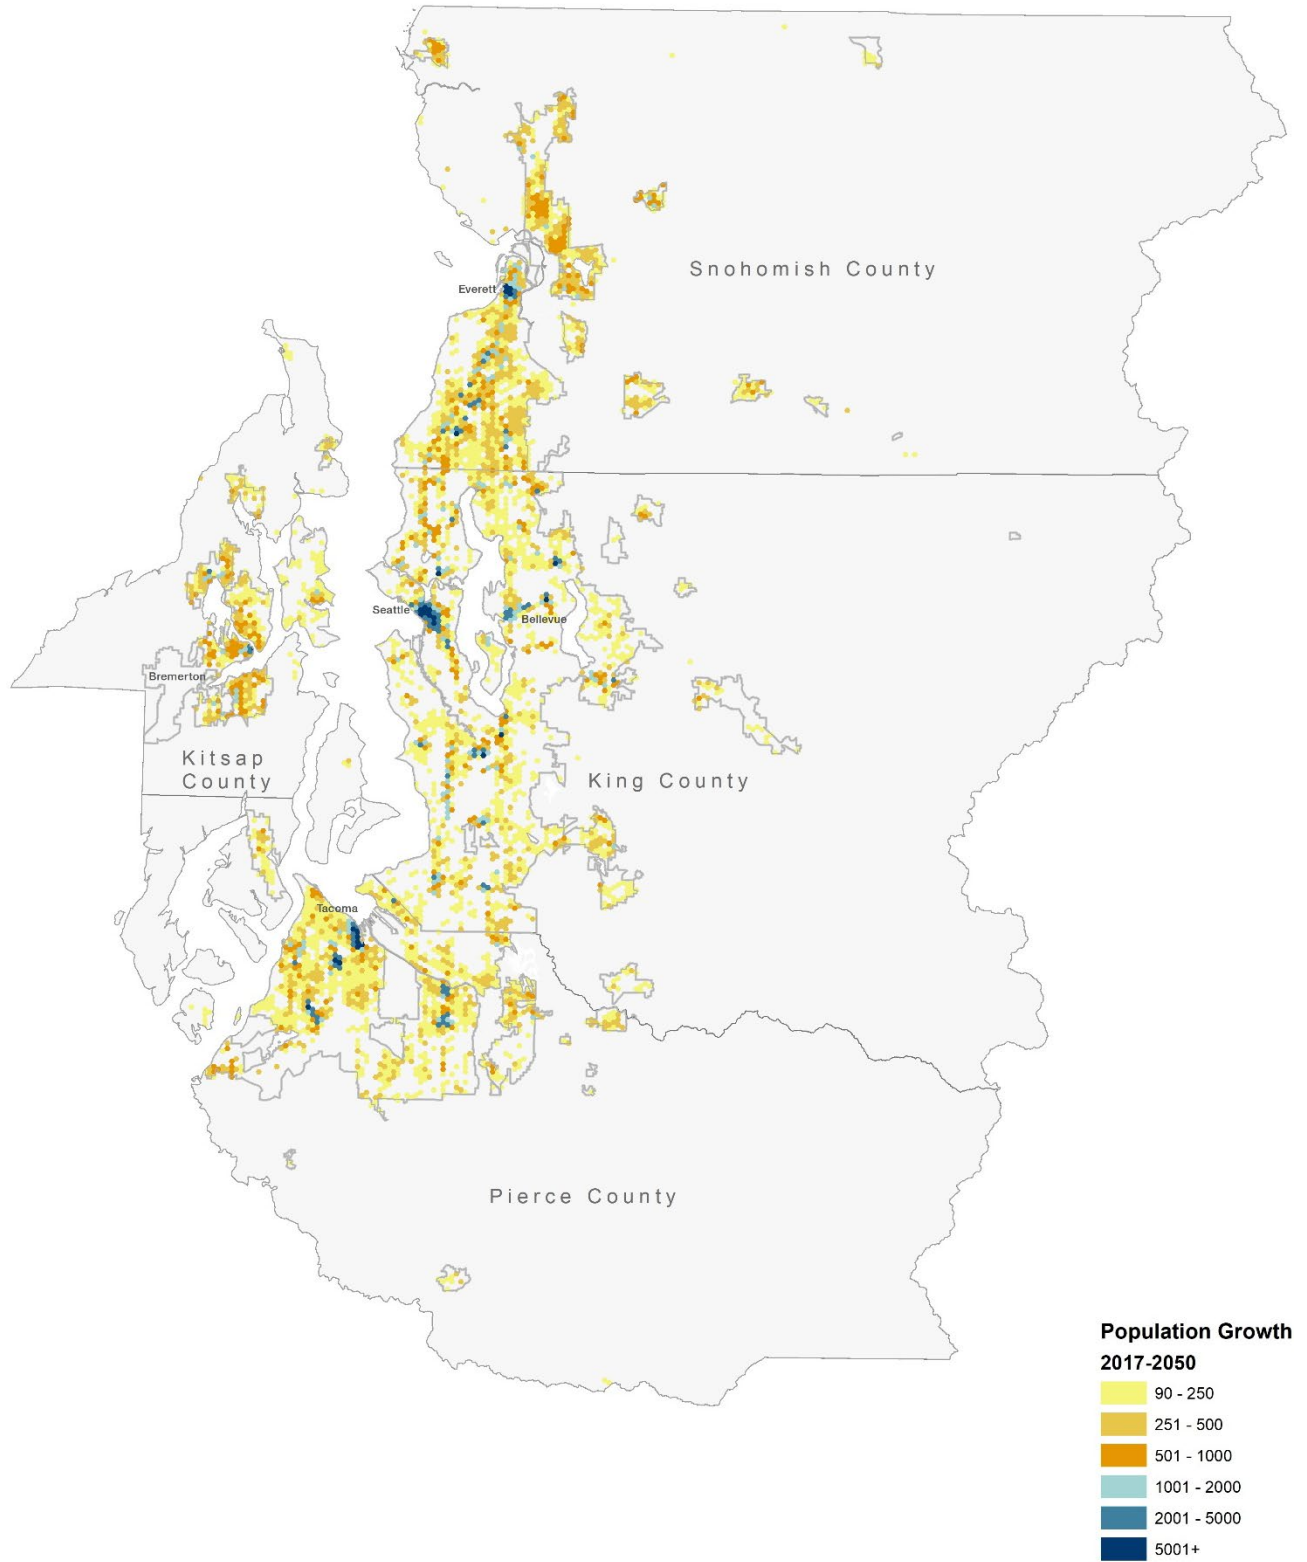 Snohomish County
Everett
Seattle
Bellevue
Bremerton
Kitsap
County
King County
Tacoma
Pierce County
Population Growth
2017-2050
90 - 250
251 - 500
501 - 1000
1001 - 2000
2001 - 5000
5001+